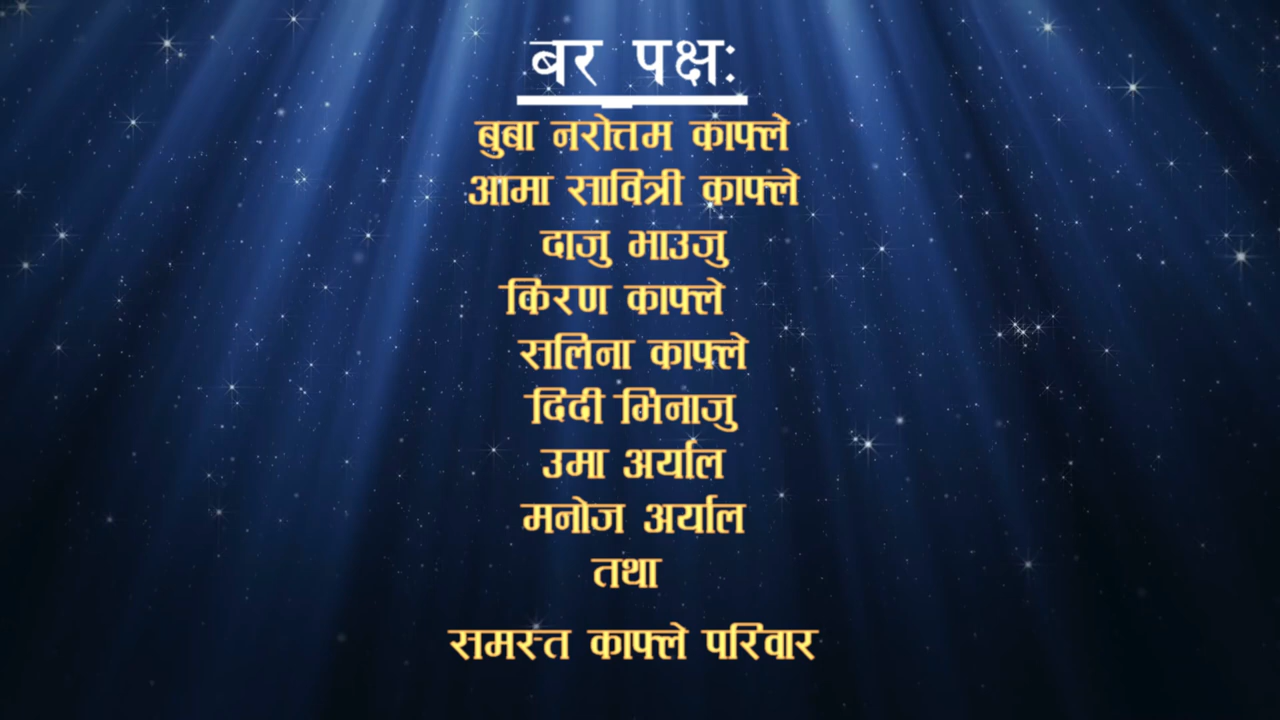 बर पक्षः
बुबा नरोत्तम काफ्ले
आमा सावित्री काफ्ले
दाजु भाउजु
किरण काफ्ले
सलिना काफ्ले
दिदी भिनाजु
उमा अर्याल
मनोज अर्याल
तथा
समस्त काफ्ले परिवार